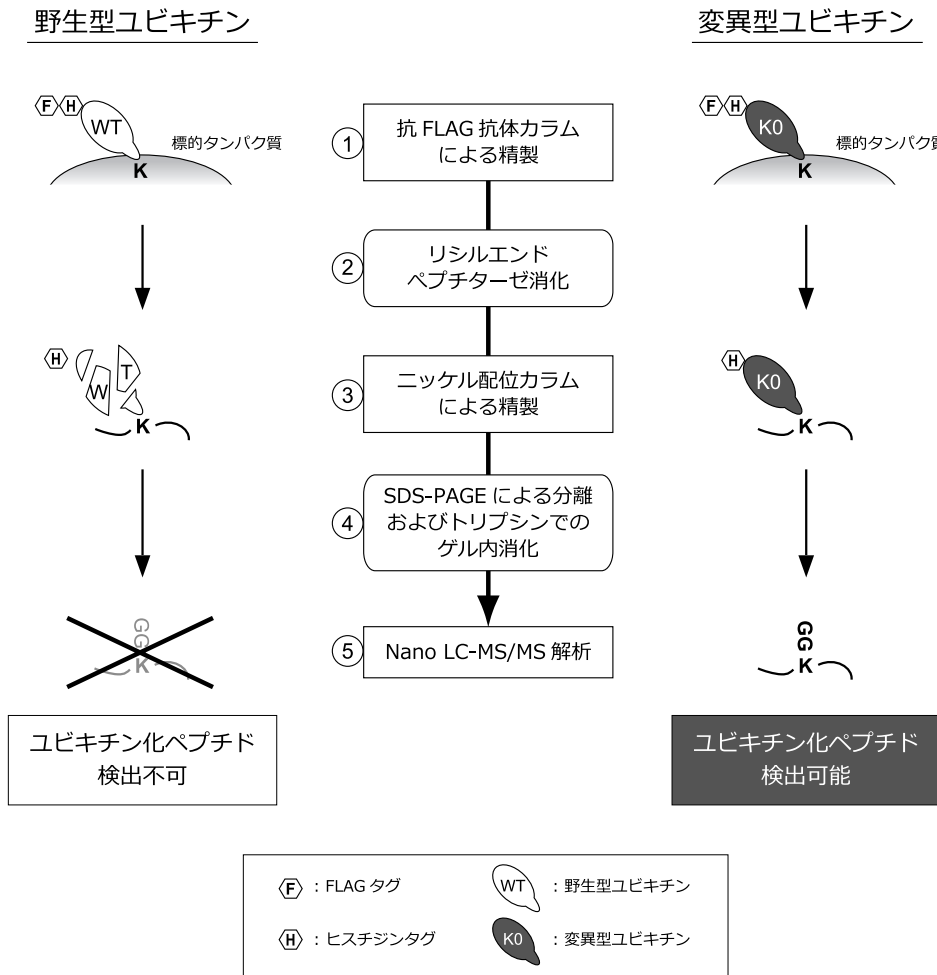 野生型ユビキチン
変異型ユビキチン
F H
WT
標的タンパク質
K
① 抗 FLAG 抗体カラム
による精製
F H
K0
標的タンパク質
K
② リシルエンド
ペプチターゼ消化
H
W T
K
③ ニッケル配位カラム
による精製
H
K0
K
④ SDS-PAGE による分離
およびトリプシンでの
ゲル内消化
GG
K
⑤ Nano LC-MS/MS 解析
GG
K
ユビキチン化ペプチド
検出不可
ユビキチン化ペプチド
検出可能
F : FLAG タグ
WT : 野生型ユビキチン
H : ヒスチジンタグ
K0 : 変異型ユビキチン